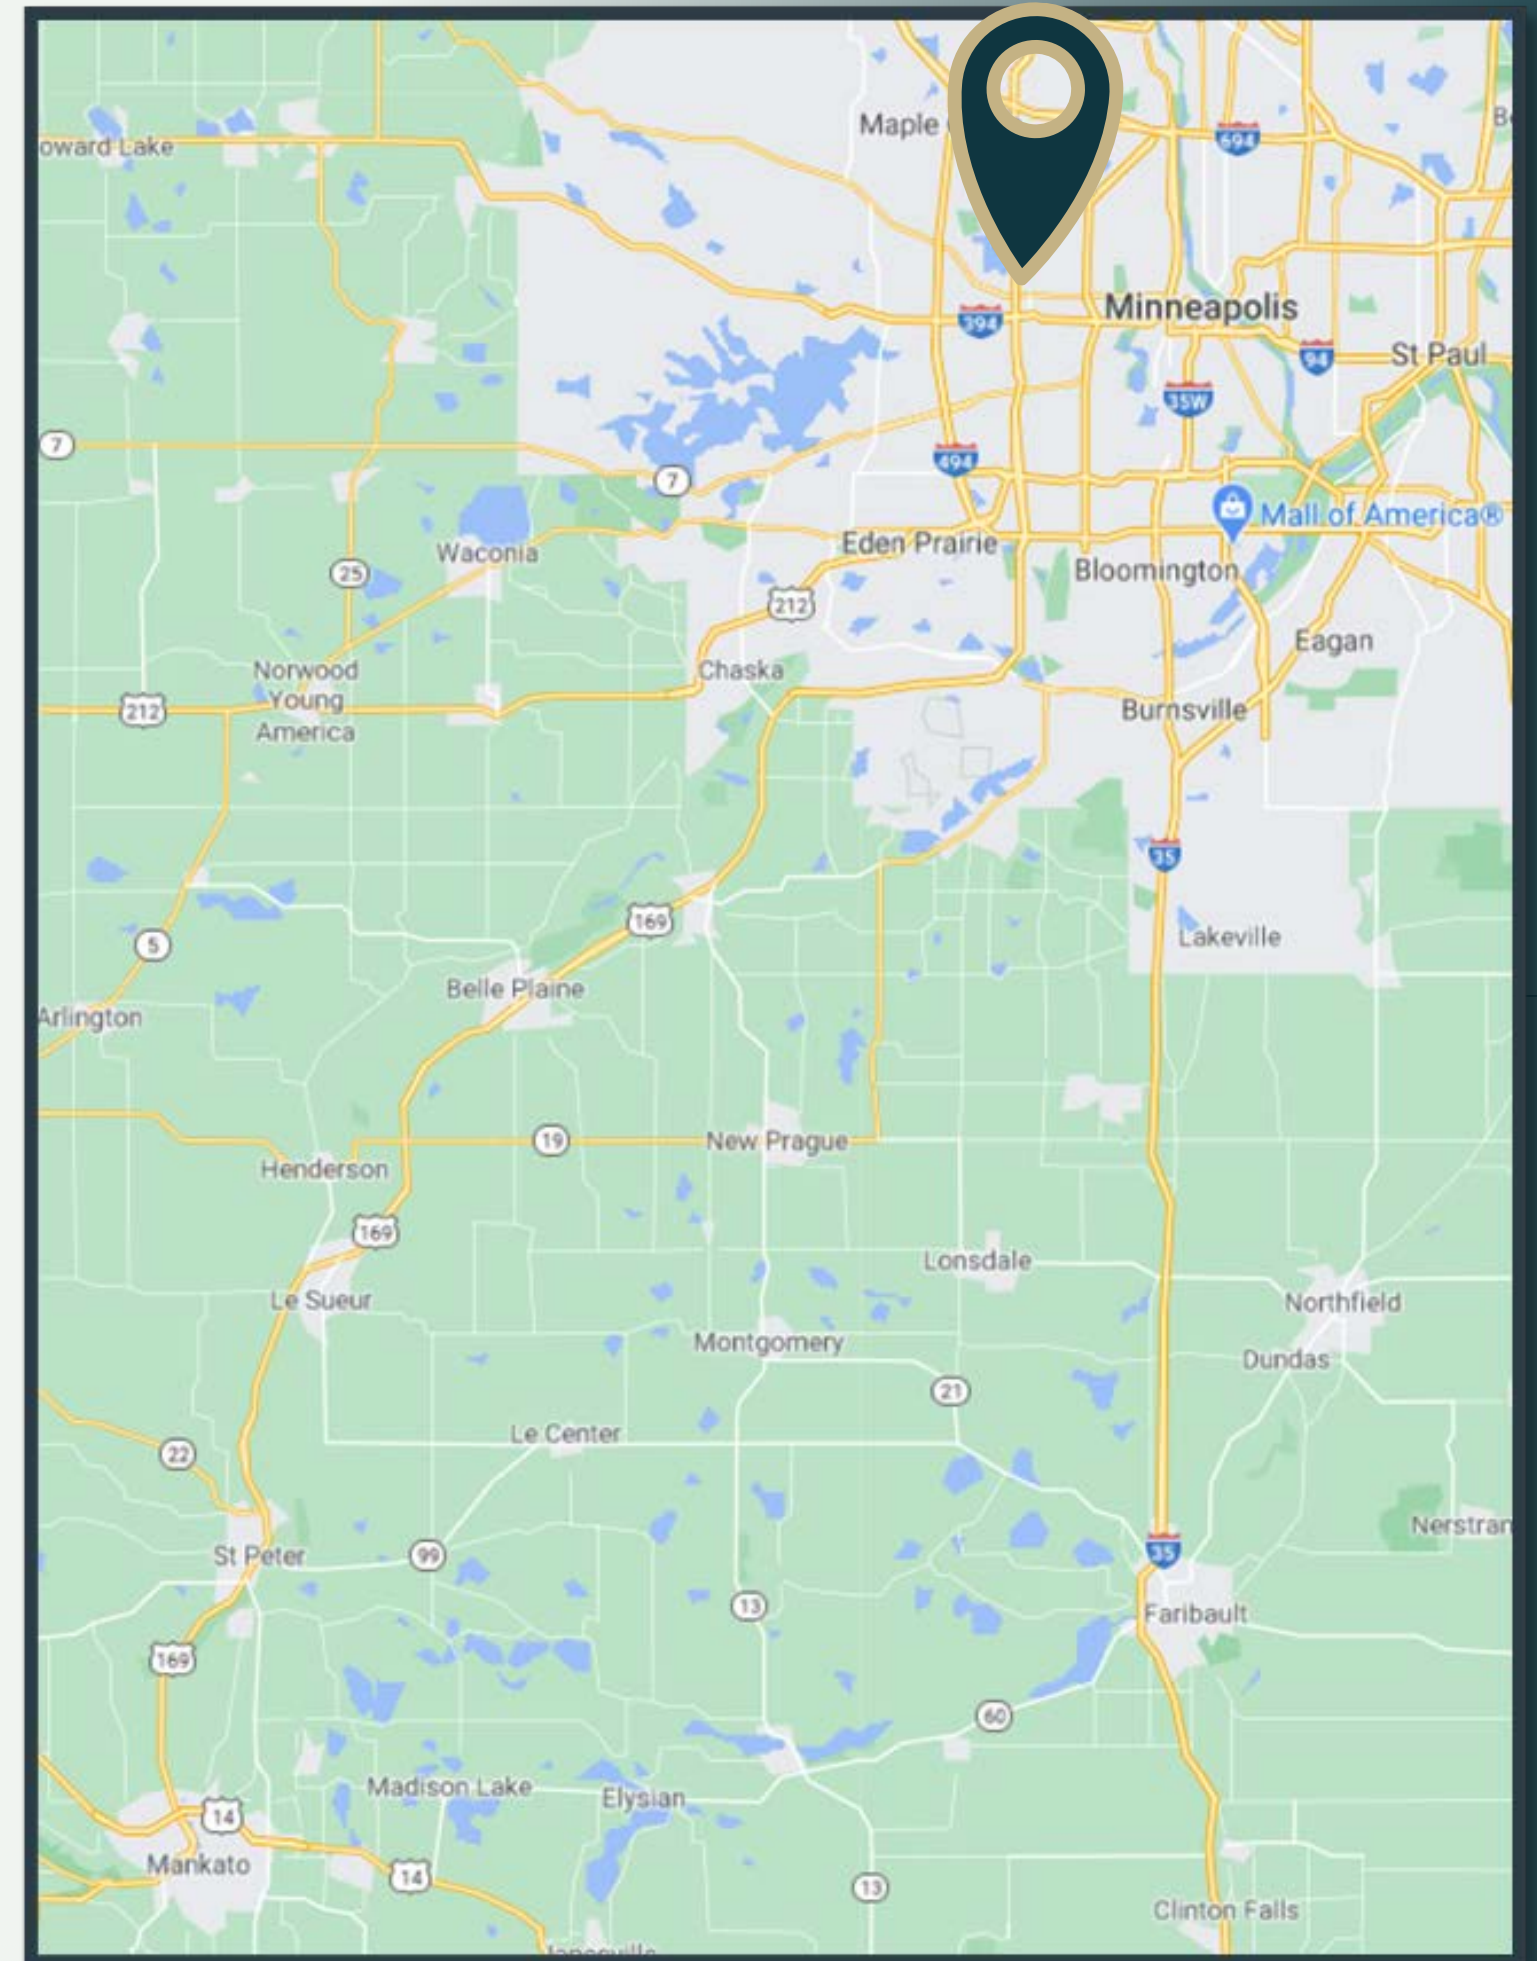 Maple
694
oward Lake
Minneapolis
394
94
St Paul
35W
7
494
7
Mall of America®
Waconia
Eden Prairie
25
Bloomington
212
Eagan
Norwood
Young
America
Chaska
212
Burnsville
35
169
Lakeville
5
Belle Plaine
Arlington
19
New Prague
Henderson
169
Lonsdale
Le Sueur
Northfield
Montgomery
Dundas
21
Le Center
22
Nerstran
35
St Peter
99
13
Faribault
169
60
Madison Lake
Elysian
14
Mankato
14
13
Clinton Falls